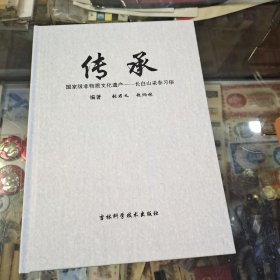 传承
国家级非物质文化遗产——长白山采参习俗
编著
吉林科学技术出版社